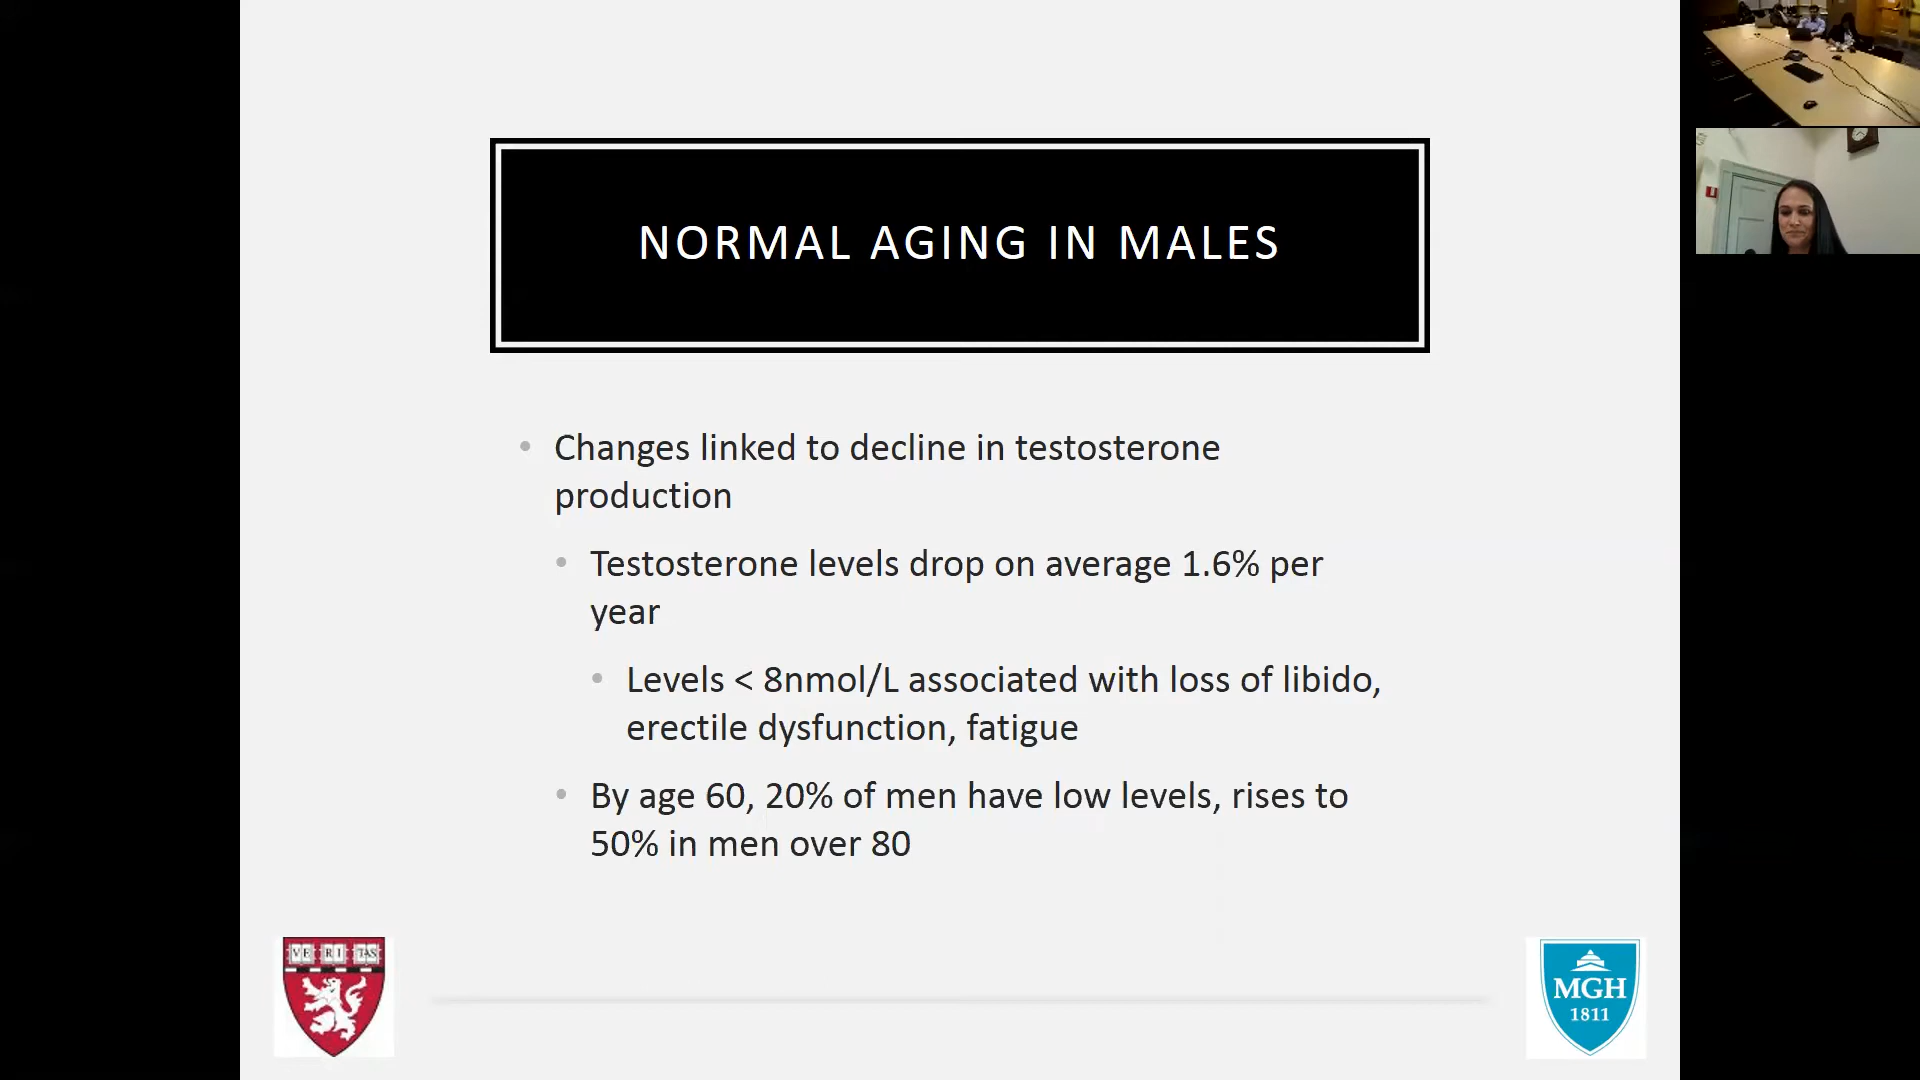 NORMAL AGING IN MALES
• Changes linked to decline in testosterone
production
• Testosterone levels drop on average 1.6% per
year
• Levels < 8nmol/L associated with loss of libido,
erectile dysfunction, fatigue
• By age 60, 20% of men have low levels, rises to
50% in men over 80
VE RI TAS
MGH
1811